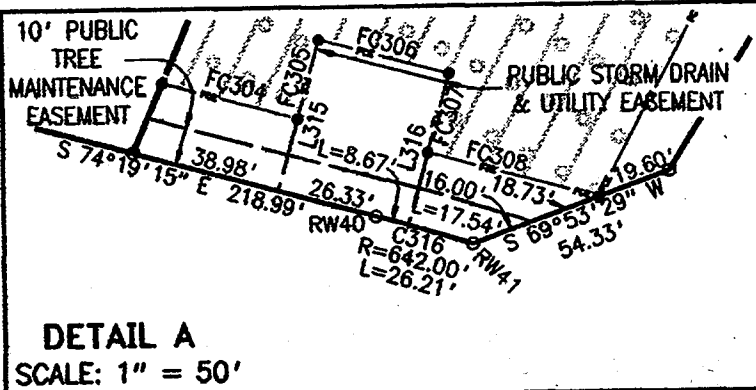 10' PUBLIC
TREE
MAINTENANCE
EASEMENT
FC304
FC305
L315
FC306
PUBLIC STORM DRAIN
& UTILITY EASEMENT
FC307
L316
FC308
18.73'
19.60'
16.00'
L=8.67'
L=17.54'
S 74°19'15" E 218.99'
38.98'
26.33'
RW40
C316
R=642.00'
L=26.21'
RW41
S 69°53'29" W
54.33'
DETAIL A
SCALE: 1" = 50'